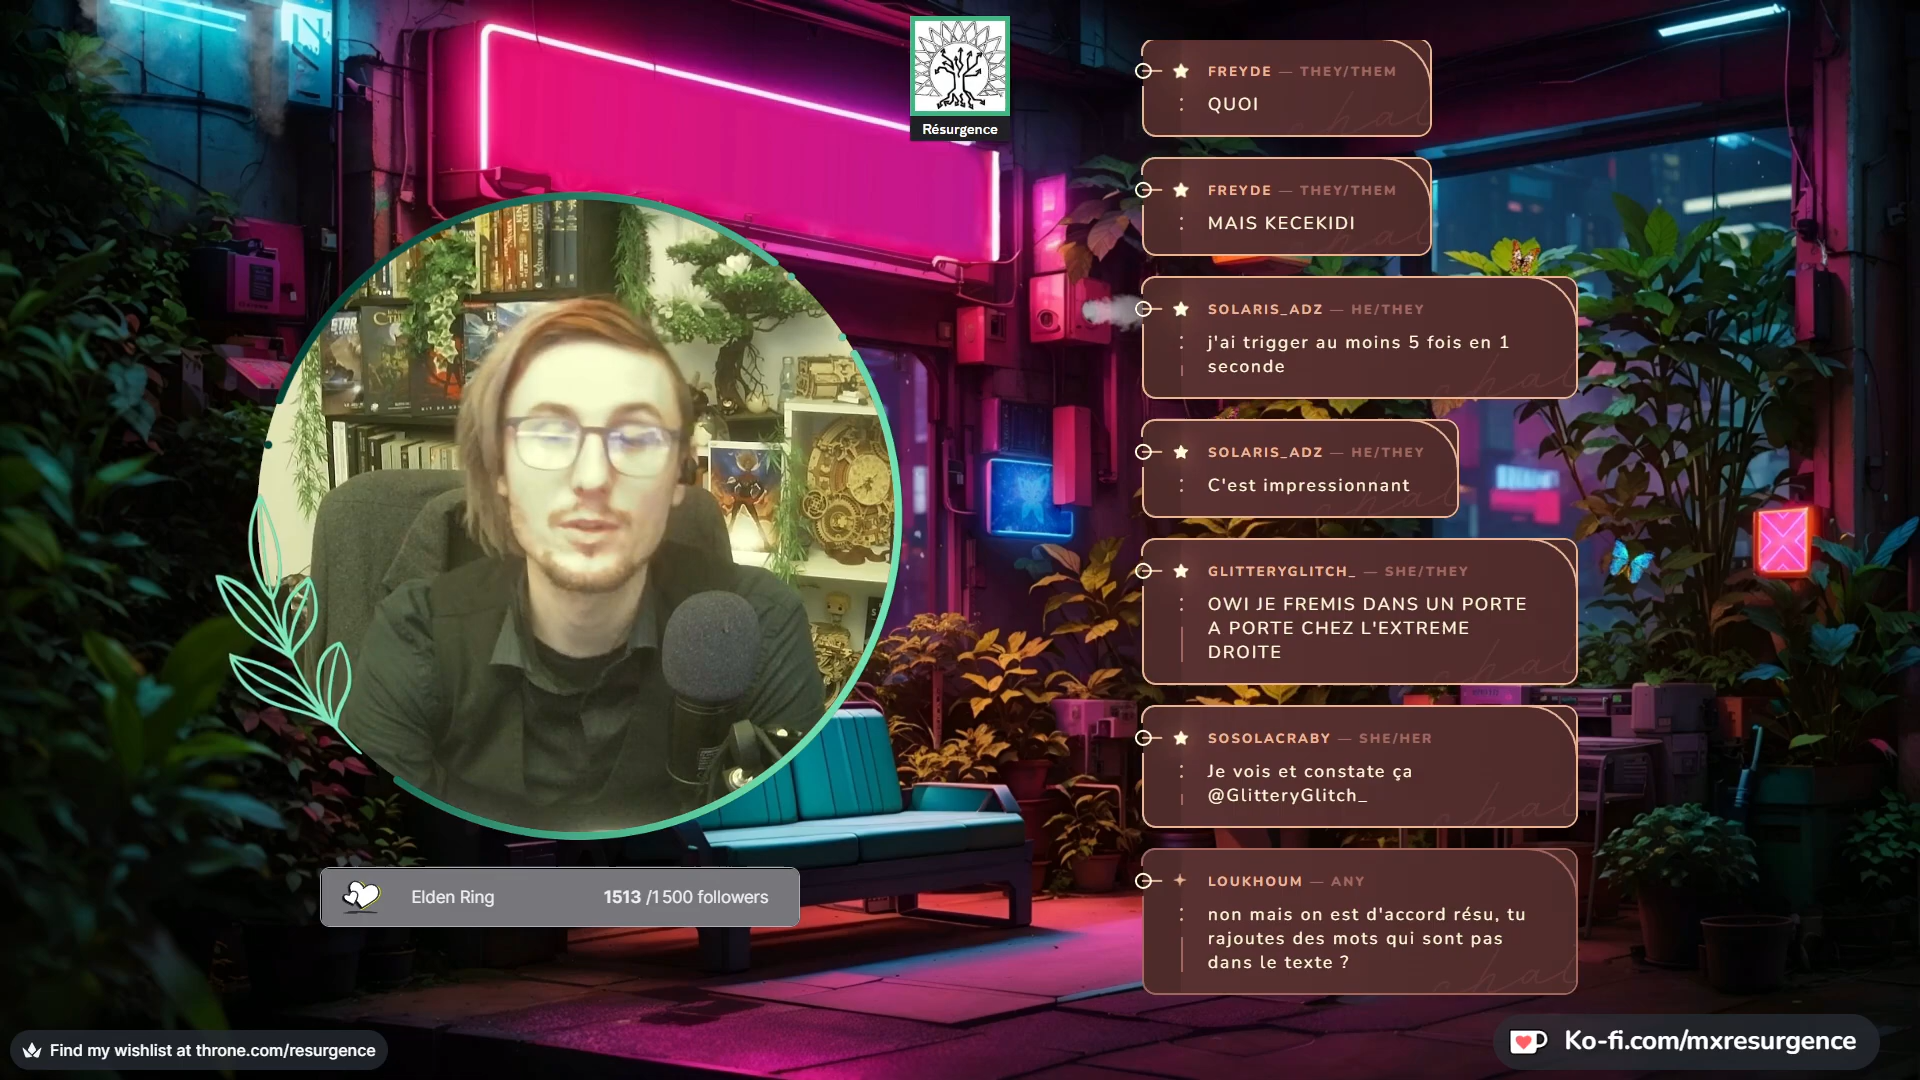 Résurgence
FREYDE — THEY/THEM
QUOI
FREYDE — THEY/THEM
MAIS KECEKIDI
SOLARIS_ADZ — HE/THEY
j'ai trigger au moins 5 fois en 1
seconde
SOLARIS_ADZ — HE/THEY
C'est impressionnant
GLITTERYGLITCH_ — SHE/THEY
OWI JE FREMIS DANS UN PORTE
A PORTE CHEZ L'EXTREME
DROITE
SOSOLACRABY — SHE/HER
Je vois et constate ça
@GlitteryGlitch_
LOUKHOUM — ANY
non mais on est d'accord résu, tu
rajoutes des mots qui sont pas
dans le texte ?
Elden Ring
1513 /1 500 followers
Find my wishlist at throne.com/resurgence
Ko-fi.com/mxresurgence